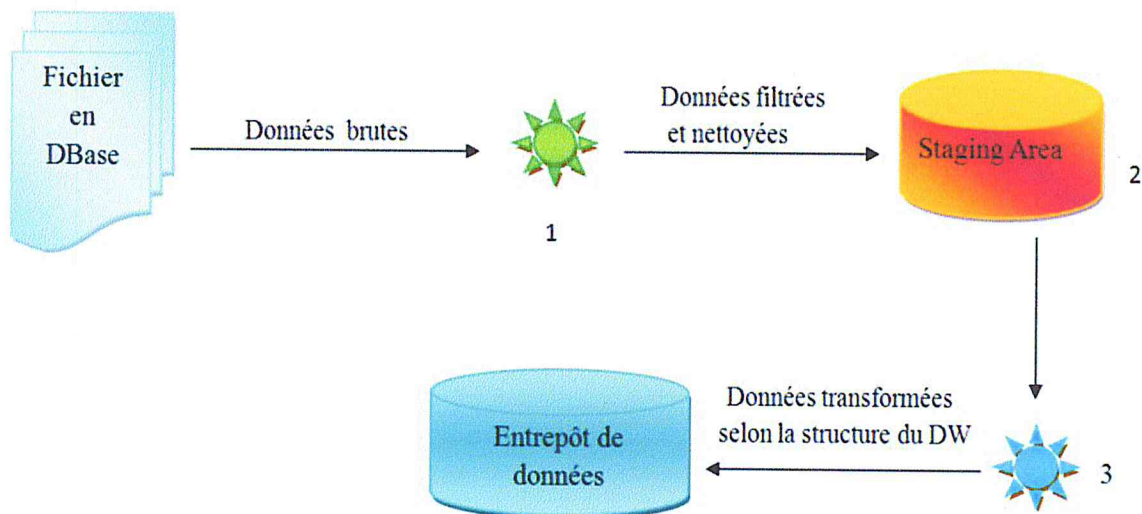 Fichier
en
DBase
Données brutes
1
Données filtrées
et nettoyées
Staging Area
2
Données transformées
selon la structure du DW
3
Entrepôt de
données